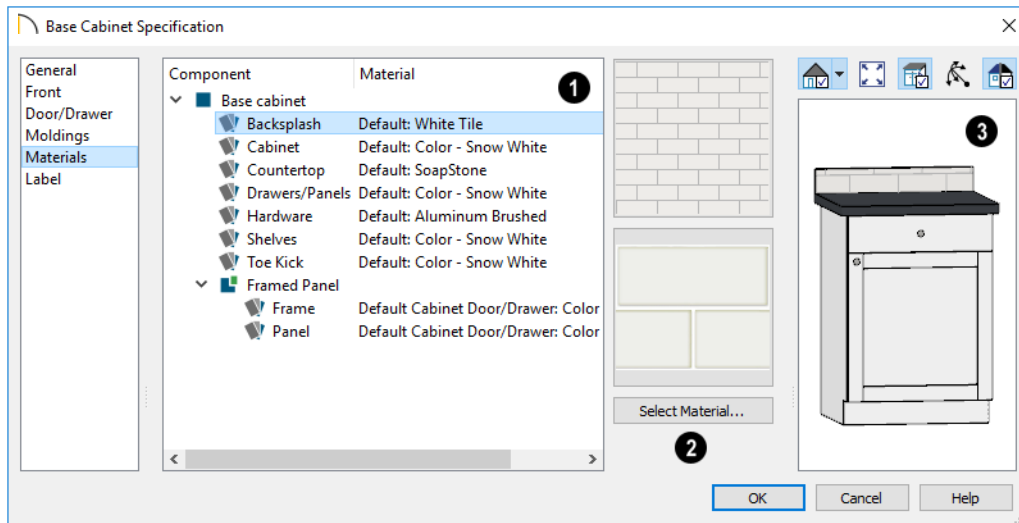 Base Cabinet Specification
General
Front
Door/Drawer
Moldings
Materials
Label
Component Material
1
Base cabinet
Backsplash Default: White Tile
Cabinet Default: Color - Snow White
Countertop Default: SoapStone
Drawers/Panels Default: Color - Snow White
Hardware Default: Aluminum Brushed
Shelves Default: Color - Snow White
Toe Kick Default: Color - Snow White
Framed Panel
Frame Default Cabinet Door/Drawer: Color
Panel Default Cabinet Door/Drawer: Color
Select Material...
2
3
OK Cancel Help